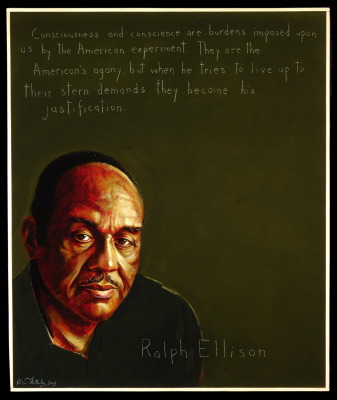 Consciousness and conscience are burdens imposed upon
us by the American experiment. They are the
American's agony, but when he tries to live up to
their stern demands they become his
justification.
Ralph Ellison